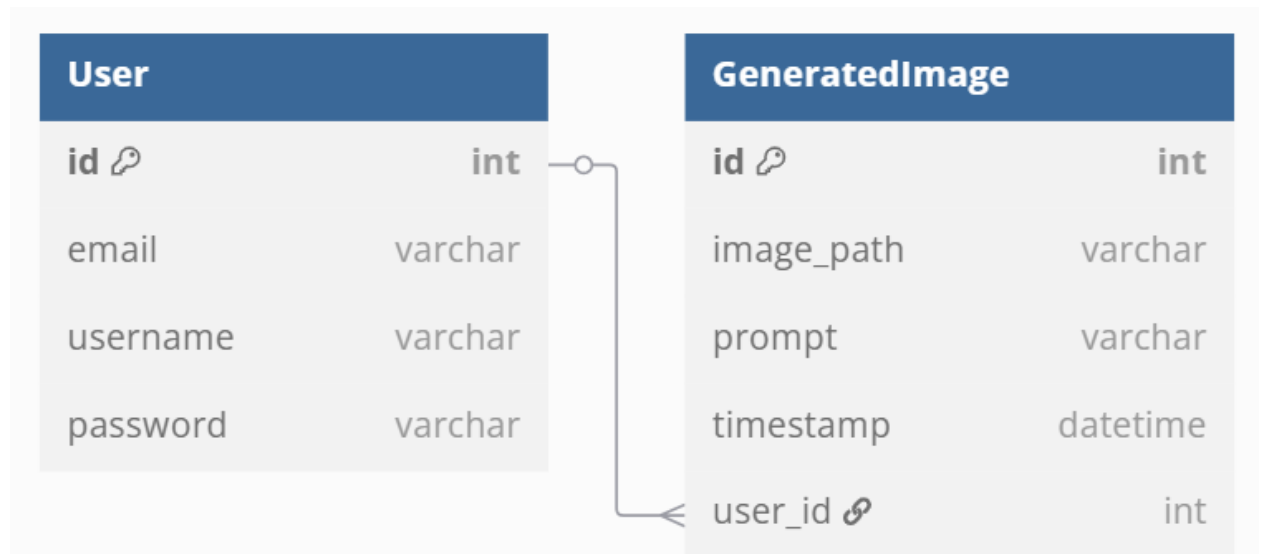 User
id int
email varchar
username varchar
password varchar
GeneratedImage
id int
image_path varchar
prompt varchar
timestamp datetime
user_id int